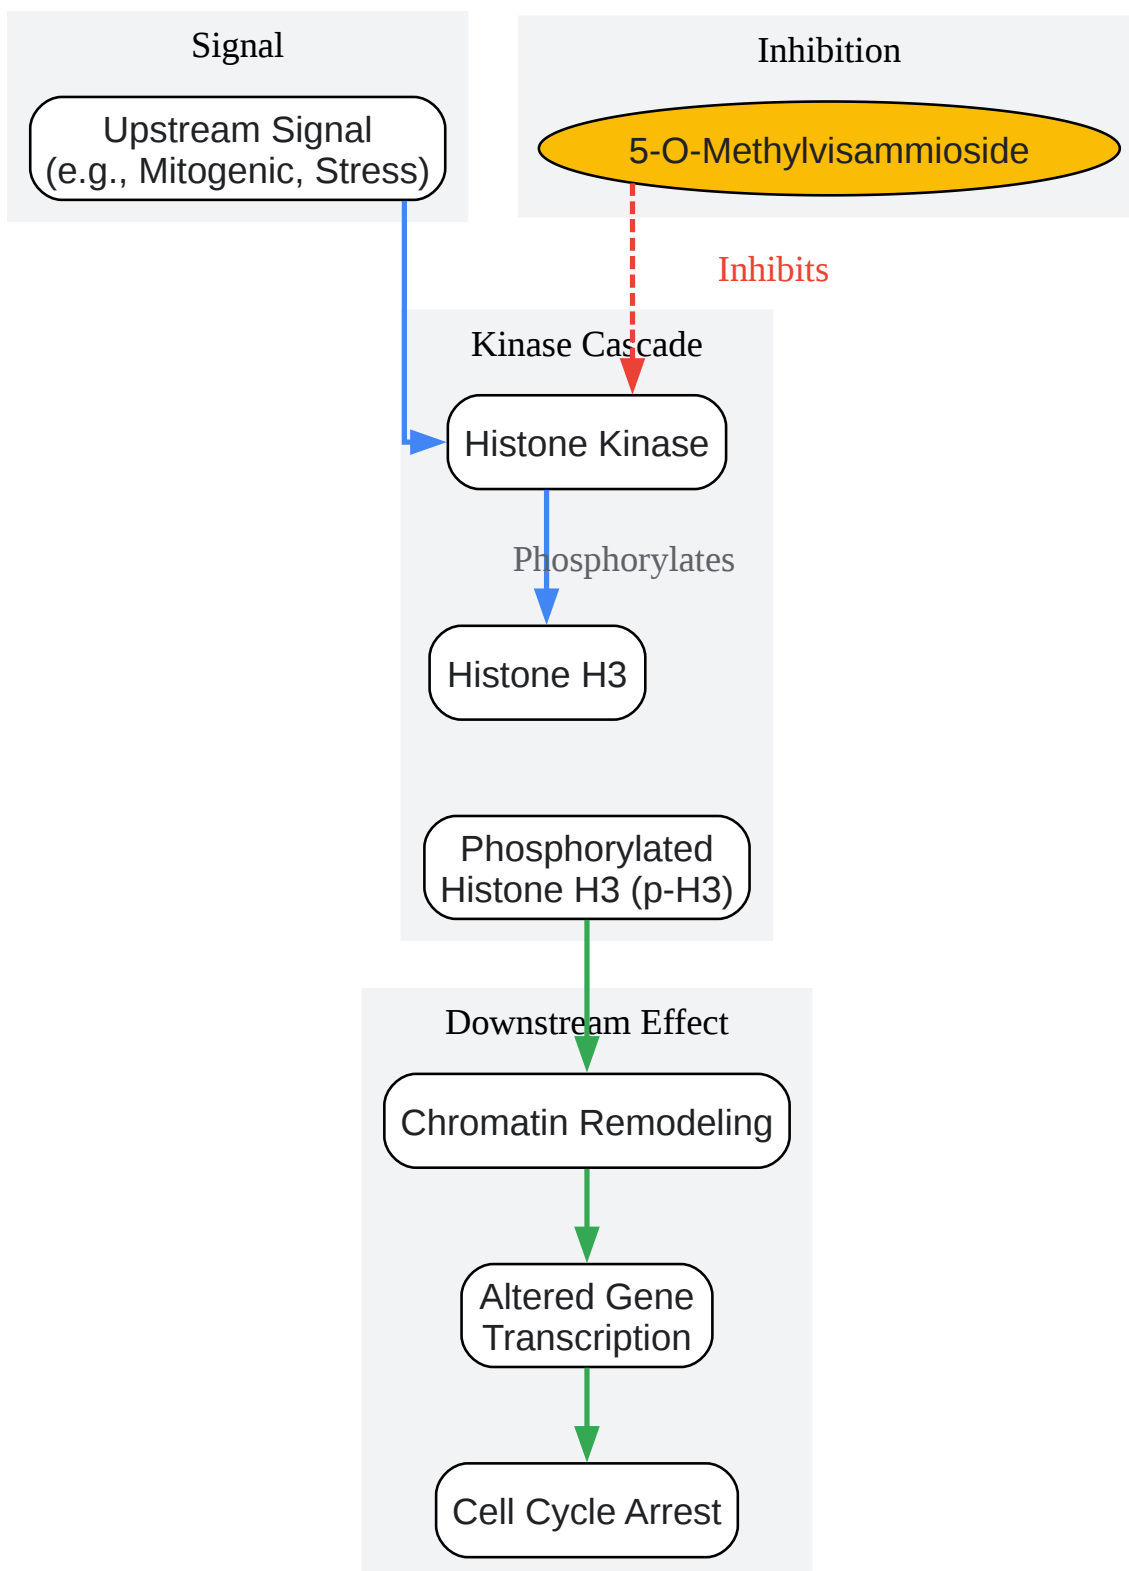 Signal
Upstream Signal
(e.g., Mitogenic, Stress)
Inhibition
5-O-Methylvisammioside
Inhibits
Kinase Cascade
Histone Kinase
Phosphorylates
Histone H3
Phosphorylated
Histone H3 (p-H3)
Downstream Effect
Chromatin Remodeling
Altered Gene
Transcription
Cell Cycle Arrest